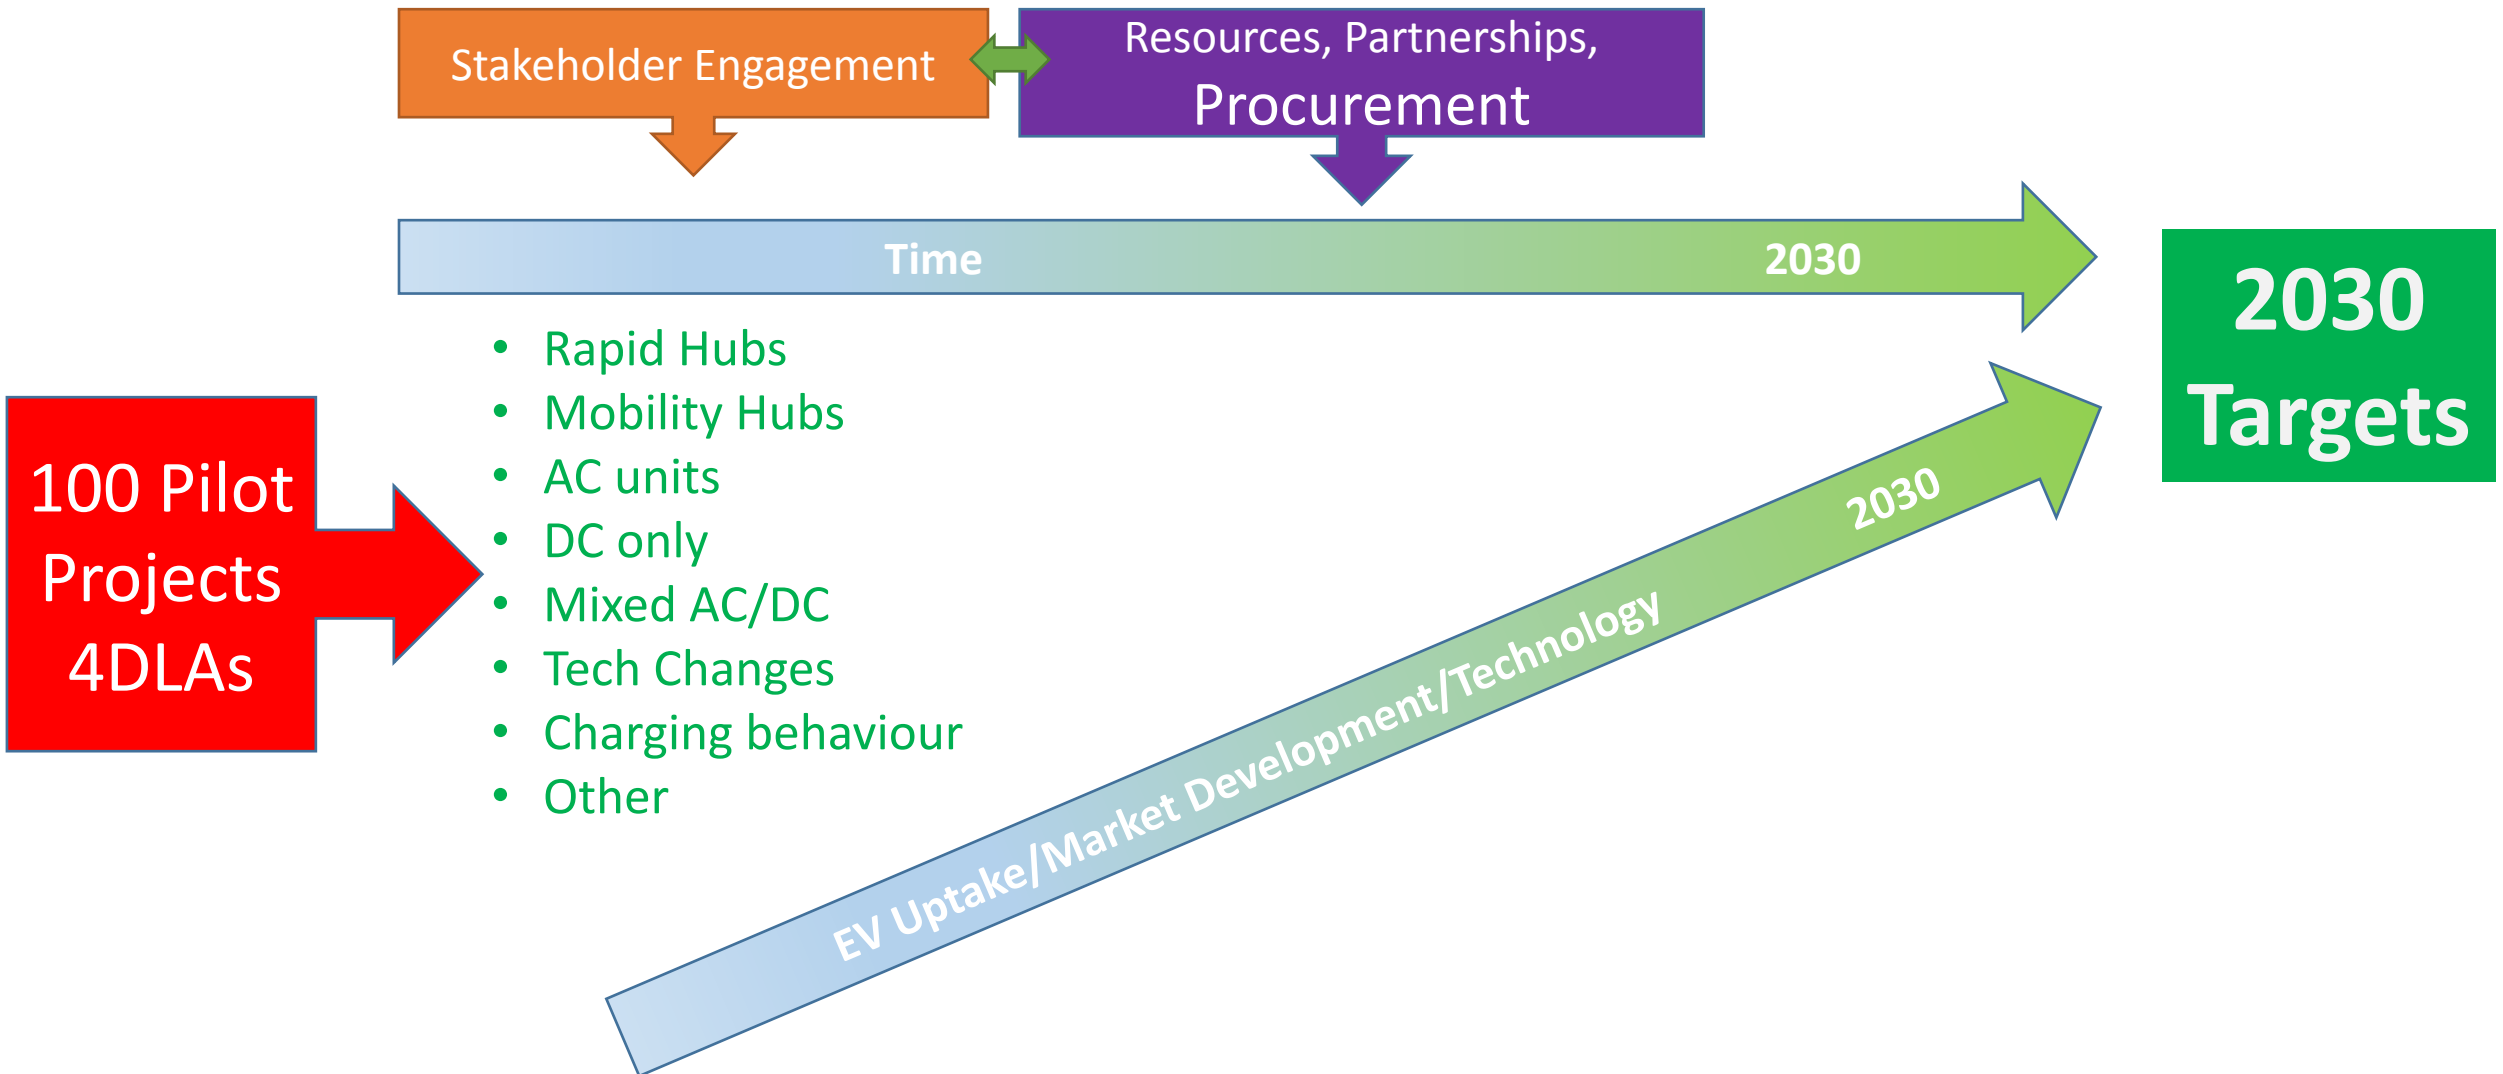 Stakeholder Engagement
Resources, Partnerships,
Procurement
Time
2030
2030
Targets
100 Pilot
Projects
4DLAs
• Rapid Hubs
• Mobility Hubs
• AC units
• DC only
• Mixed AC/DC
• Tech Changes
• Charging behaviour
• Other
EV Uptake/Market Development/Technology
2030